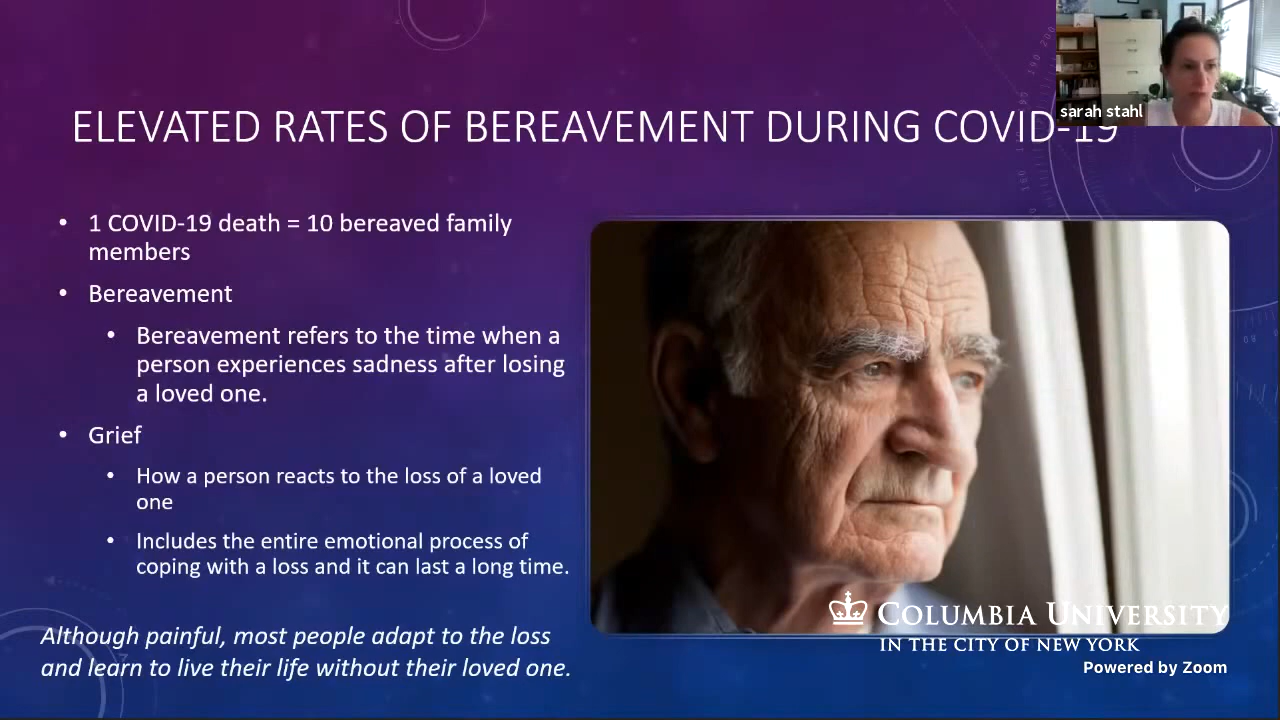 ELEVATED RATES OF BEREAVEMENT DURING COVID-19
sarah stahl
• 1 COVID-19 death = 10 bereaved family
members
• Bereavement
• Bereavement refers to the time when a
person experiences sadness after losing
a loved one.
• Grief
• How a person reacts to the loss of a loved
one
• Includes the entire emotional process of
coping with a loss and it can last a long time.
Although painful, most people adapt to the loss
and learn to live their life without their loved one.
COLUMBIA UNIVERSITY
IN THE CITY OF NEW YORK
Powered by Zoom